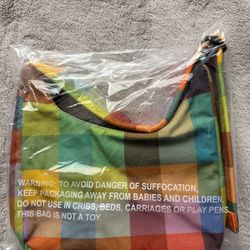 WARNING: TO AVOID DANGER OF SUFFOCATION,
KEEP PACKAGING AWAY FROM BABIES AND CHILDREN.
DO NOT USE IN CRIBS, BEDS, CARRIAGES OR PLAY PENS.
THIS BAG IS NOT A TOY.